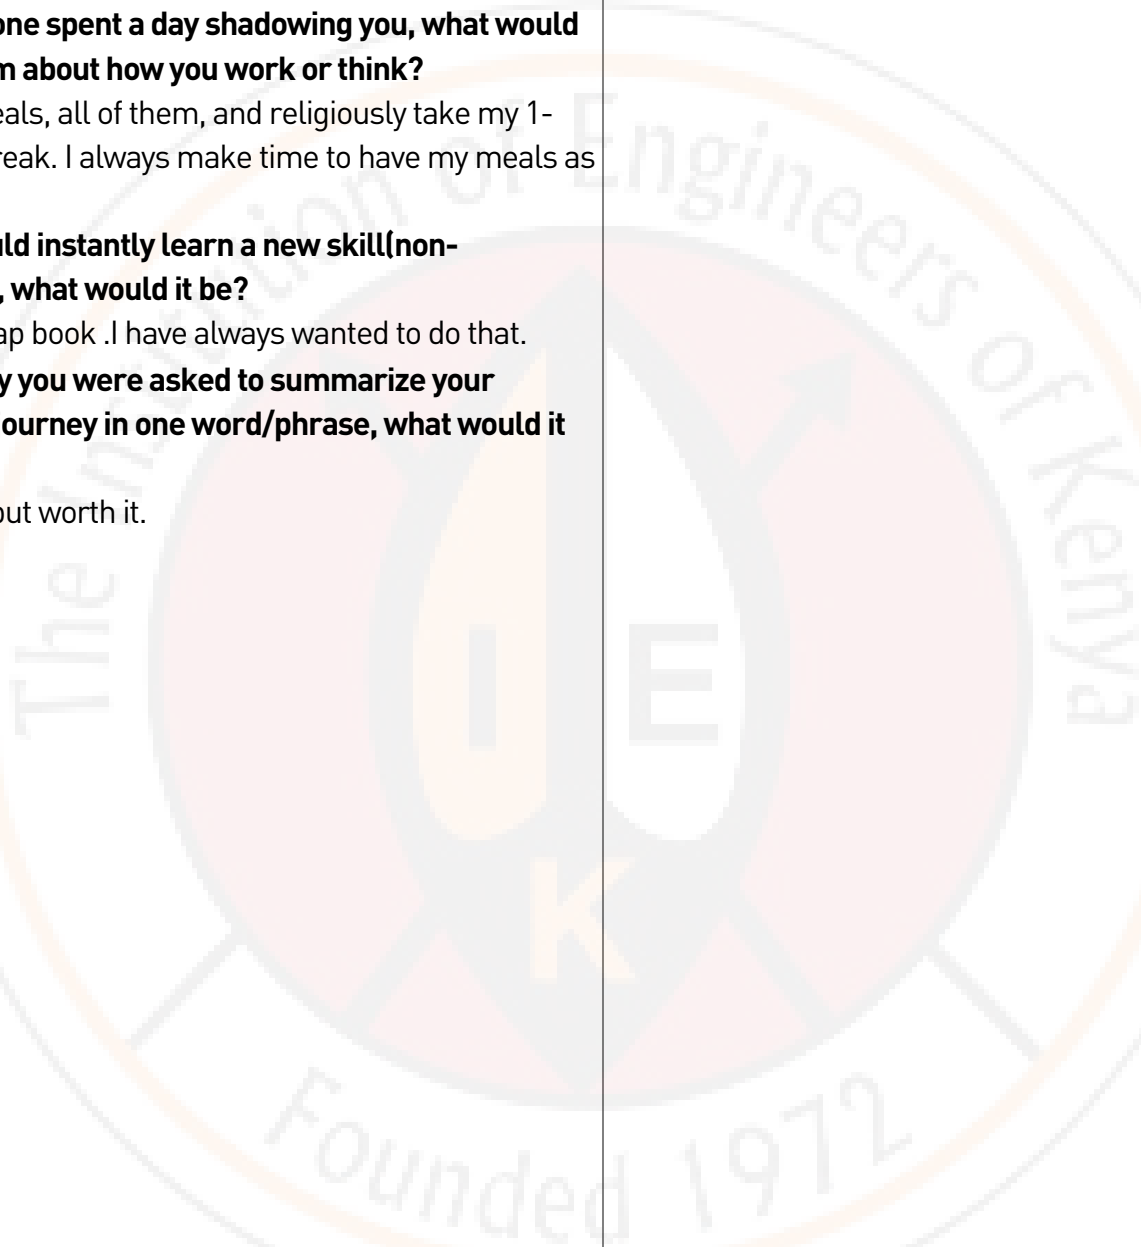 one spent a day shadowing you, what would
m about how you work or think?
eals, all of them, and religiously take my 1-
reak. I always make time to have my meals as
uld instantly learn a new skill(non-
, what would it be?
ap book .I have always wanted to do that.
y you were asked to summarize your
ourney in one word/phrase, what would it
out worth it.
The Institution of Engineers of Kenya
I E
K
Founded 1972